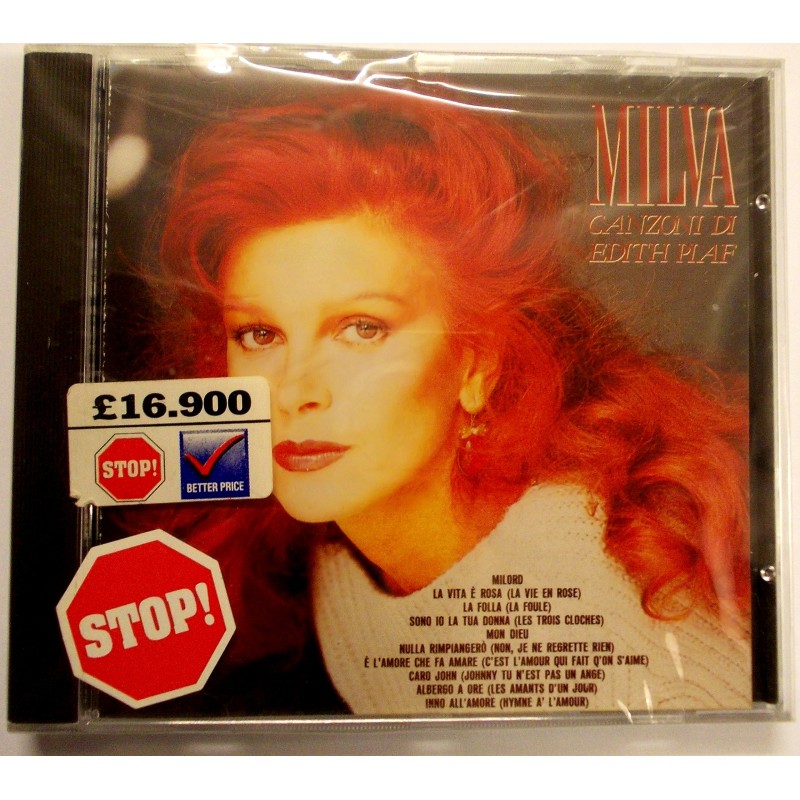 MILVA
CANZONI DI
EDITH PIAF
£16.900
STOP!
BETTER PRICE
STOP!
MILORD
LA VITA È ROSA (LA VIE EN ROSE)
LA FOLLA (LA FOULE)
SONO IO LA TUA DONNA (LES TROIS CLOCHES)
MON DIEU
NULLA RIMPIANGERÒ (NON, JE NE REGRETTE RIEN)
È L'AMORE CHE FA AMARE (C'EST L'AMOUR QUI FAIT Q'ON S'AIME)
CARO JOHN (JOHNNY TU N'EST PAS UN ANGE)
ALBERGO A ORE (LES AMANTS D'UN JOUR)
INNO ALL'AMORE (HYMNE A' L'AMOUR)